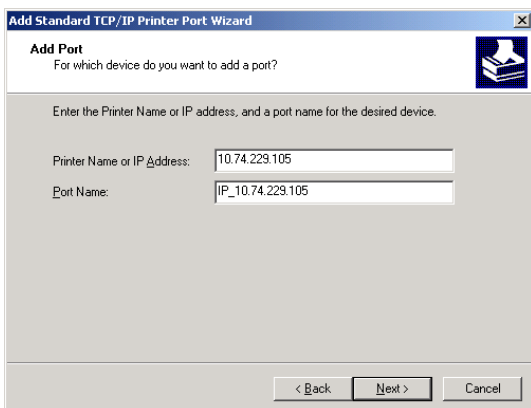 Add Standard TCP/IP Printer Port Wizard
Add Port
For which device do you want to add a port?
Enter the Printer Name or IP address, and a port name for the desired device.
Printer Name or IP Address: 10.74.229.105
Port Name: IP_10.74.229.105
< Back Next > Cancel